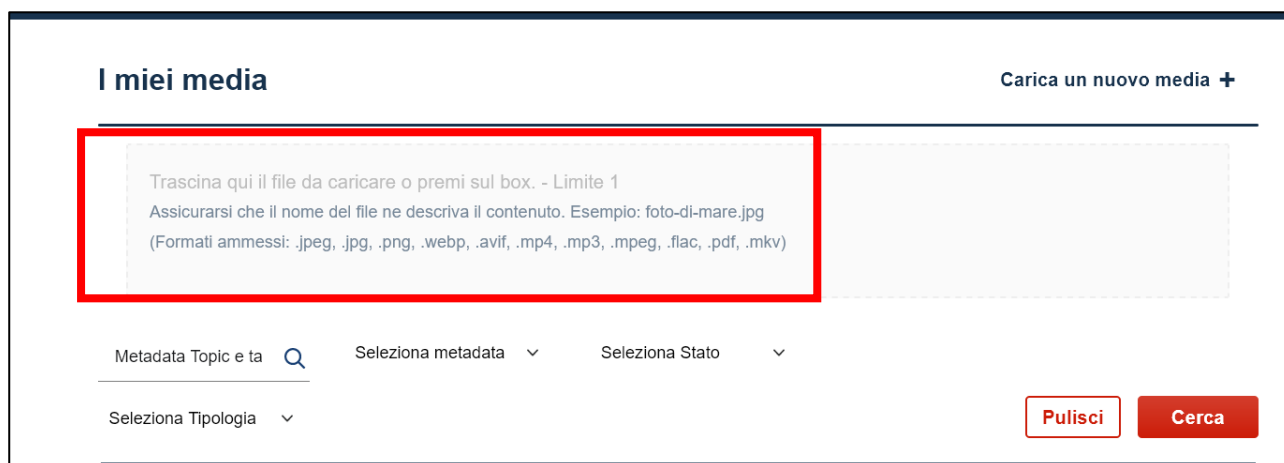 I miei media
Carica un nuovo media +
Trascina qui il file da caricare o premi sul box. - Limite 1
Assicurarsi che il nome del file ne descriva il contenuto. Esempio: foto-di-mare.jpg
(Formati ammessi: .jpeg, .jpg, .png, .webp, .avif, .mp4, .mp3, .mpeg, .flac, .pdf, .mkv)
Metadata Topic e ta
Seleziona metadata
Seleziona Stato
Seleziona Tipologia
Pulisci
Cerca